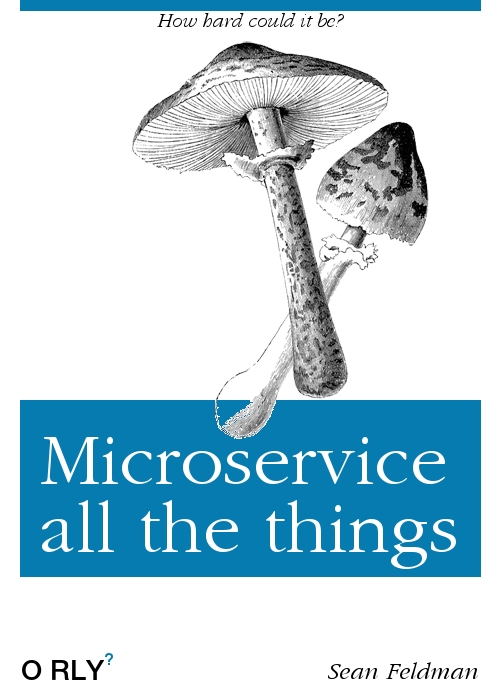 How hard could it be?
Microservice
all the things
O RLY?
Sean Feldman